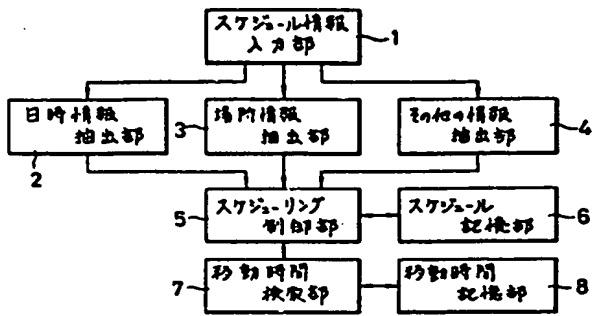 スケジュール情報
入力部
1
日時情報
抽出部
2
場所情報
抽出部
3
その他の情報
抽出部
4
スケジューリング
制御部
5
スケジュール
記憶部
6
移動時間
検索部
7
移動時間
記憶部
8